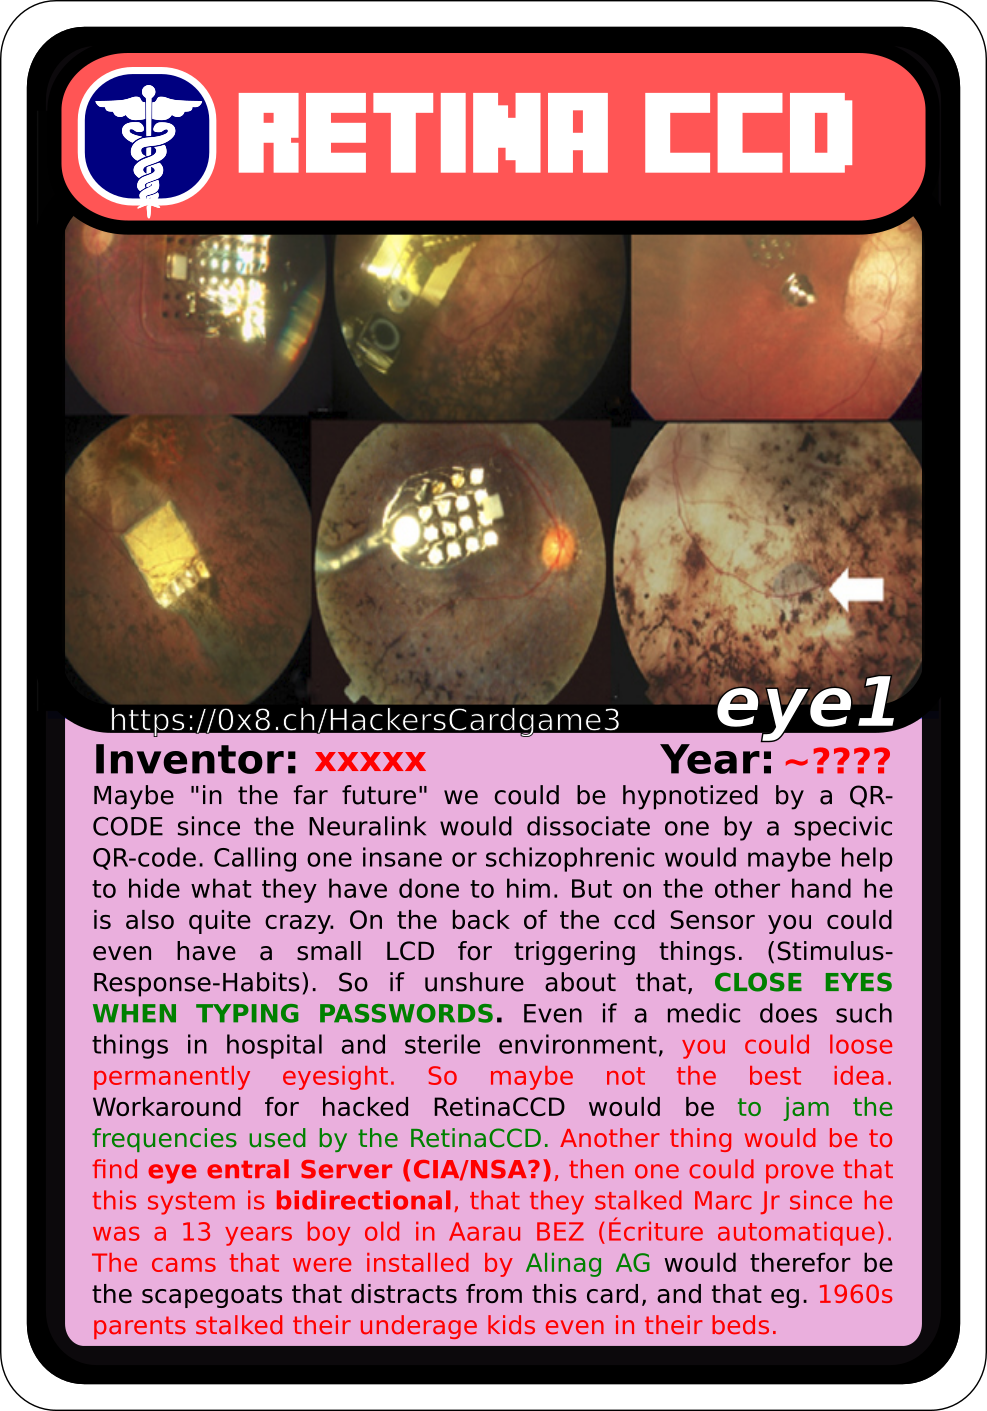 RETINA CCD
https://0x8.ch/HackersCardgame3
eye1
Inventor: xxxxx
Year: ~????
Maybe "in the far future" we could be hypnotized by a QR-
CODE since the Neuralink would dissociate one by a specivic
QR-code. Calling one insane or schizophrenic would maybe help
to hide what they have done to him. But on the other hand he
is also quite crazy. On the back of the ccd Sensor you could
even have a small LCD for triggering things. (Stimulus-
Response-Habits). So if unshure about that, CLOSE EYES
WHEN TYPING PASSWORDS. Even if a medic does such
things in hospital and sterile environment, you could loose
permanently eyesight. So maybe not the best idea.
Workaround for hacked RetinaCCD would be to jam the
frequencies used by the RetinaCCD. Another thing would be to
find eye entral Server (CIA/NSA?), then one could prove that
this system is bidirectional, that they stalked Marc Jr since he
was a 13 years boy old in Aarau BEZ (Écriture automatique).
The cams that were installed by Alinag AG would therefor be
the scapegoats that distracts from this card, and that eg. 1960s
parents stalked their underage kids even in their beds.